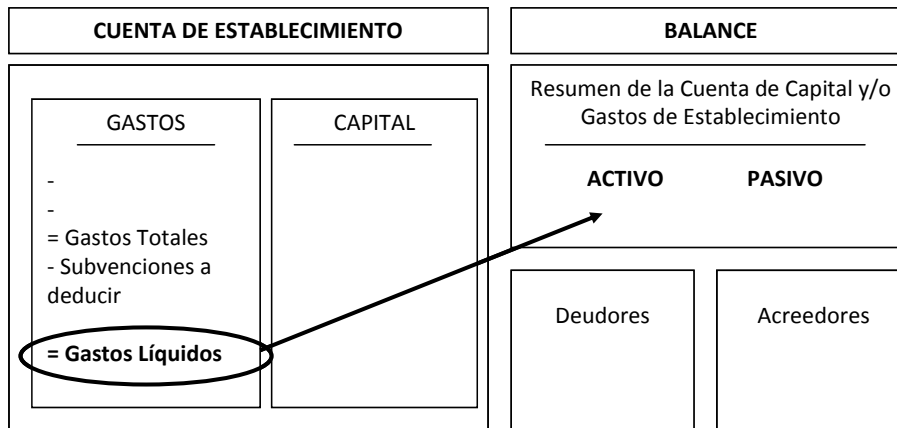 CUENTA DE ESTABLECIMIENTO
GASTOS
-
-
= Gastos Totales
- Subvenciones a
deducir
= Gastos Líquidos
CAPITAL
BALANCE
Resumen de la Cuenta de Capital y/o
Gastos de Establecimiento
ACTIVO PASIVO
Deudores
Acreedores